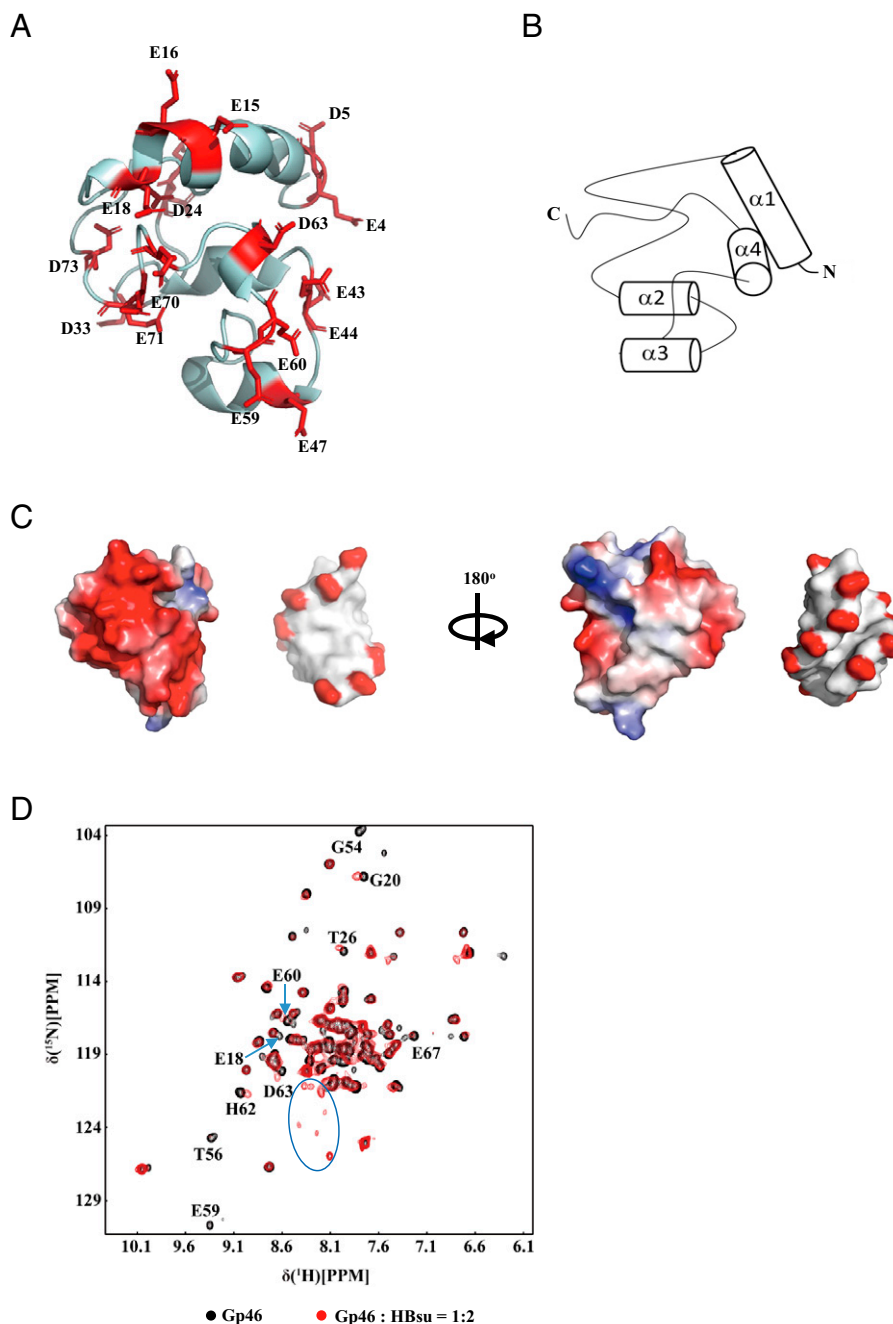 A
E16
E15
D5
E18
D24
E4
D63
D73
E43
E70
D33
E71
E44
E60
E59
E47
B
C
α1
α4
N
α2
α3
C
180°
D
104
109
114
119
124
129
δ(¹⁵N)[PPM]
G54
G20
T26
E60
E18
E67
D63
H62
T56
E59
10.1 9.6 9.1 8.6 8.1 7.6 7.1 6.6 6.1
δ(¹H)[PPM]
Gp46 Gp46 : HBsu = 1:2